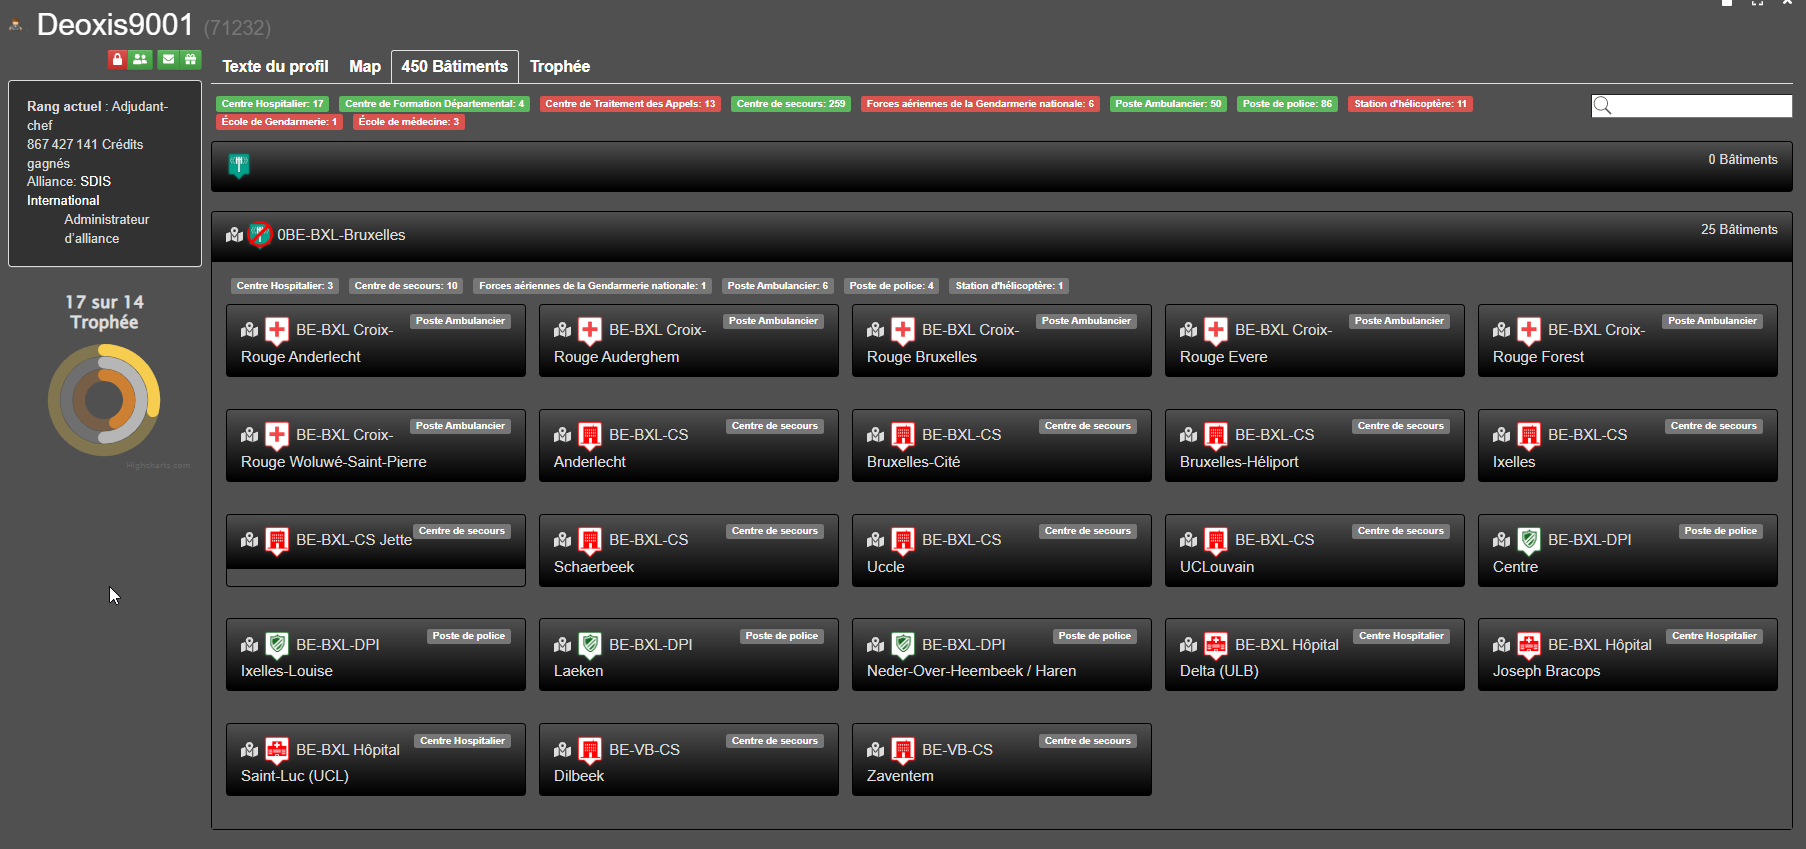 Deoxis9001 (71232)
Texte du profil
Map
450 Bâtiments
Trophée
Rang actuel : Adjudant-
chef
867 427 141 Crédits
gagnés
Alliance: SDIS
International
Administrateur
d'alliance
17 sur 14
Trophée
Highcharts.com
Centre Hospitalier: 17
Centre de Formation Départemental: 4
Centre de Traitement des Appels: 13
Centre de secours: 259
Forces aériennes de la Gendarmerie nationale: 6
Poste Ambulancier: 50
Poste de police: 86
Station d'hélicoptère: 11
École de Gendarmerie: 1
École de médecine: 3
0 Bâtiments
0BE-BXL-Bruxelles
25 Bâtiments
Centre Hospitalier: 3
Centre de secours: 10
Forces aériennes de la Gendarmerie nationale: 1
Poste Ambulancier: 6
Poste de police: 4
Station d'hélicoptère: 1
BE-BXL Croix-
Rouge Anderlecht
Poste Ambulancier
BE-BXL Croix-
Rouge Auderghem
Poste Ambulancier
BE-BXL Croix-
Rouge Bruxelles
Poste Ambulancier
BE-BXL Croix-
Rouge Evere
Poste Ambulancier
BE-BXL Croix-
Rouge Forest
Poste Ambulancier
BE-BXL Croix-
Rouge Woluwé-Saint-Pierre
Poste Ambulancier
BE-BXL-CS
Anderlecht
Centre de secours
BE-BXL-CS
Bruxelles-Cité
Centre de secours
BE-BXL-CS
Bruxelles-Héliport
Centre de secours
BE-BXL-CS
Ixelles
Centre de secours
BE-BXL-CS Jette
Centre de secours
BE-BXL-CS
Schaerbeek
Centre de secours
BE-BXL-CS
Uccle
Centre de secours
BE-BXL-CS
UCLouvain
Centre de secours
BE-BXL-DPI
Centre
Poste de police
BE-BXL-DPI
Ixelles-Louise
Poste de police
BE-BXL-DPI
Laeken
Poste de police
BE-BXL-DPI
Neder-Over-Heembeek / Haren
Poste de police
BE-BXL Hôpital
Delta (ULB)
Centre Hospitalier
BE-BXL Hôpital
Joseph Bracops
Centre Hospitalier
BE-BXL Hôpital
Saint-Luc (UCL)
Centre Hospitalier
BE-VB-CS
Dilbeek
Centre de secours
BE-VB-CS
Zaventem
Centre de secours